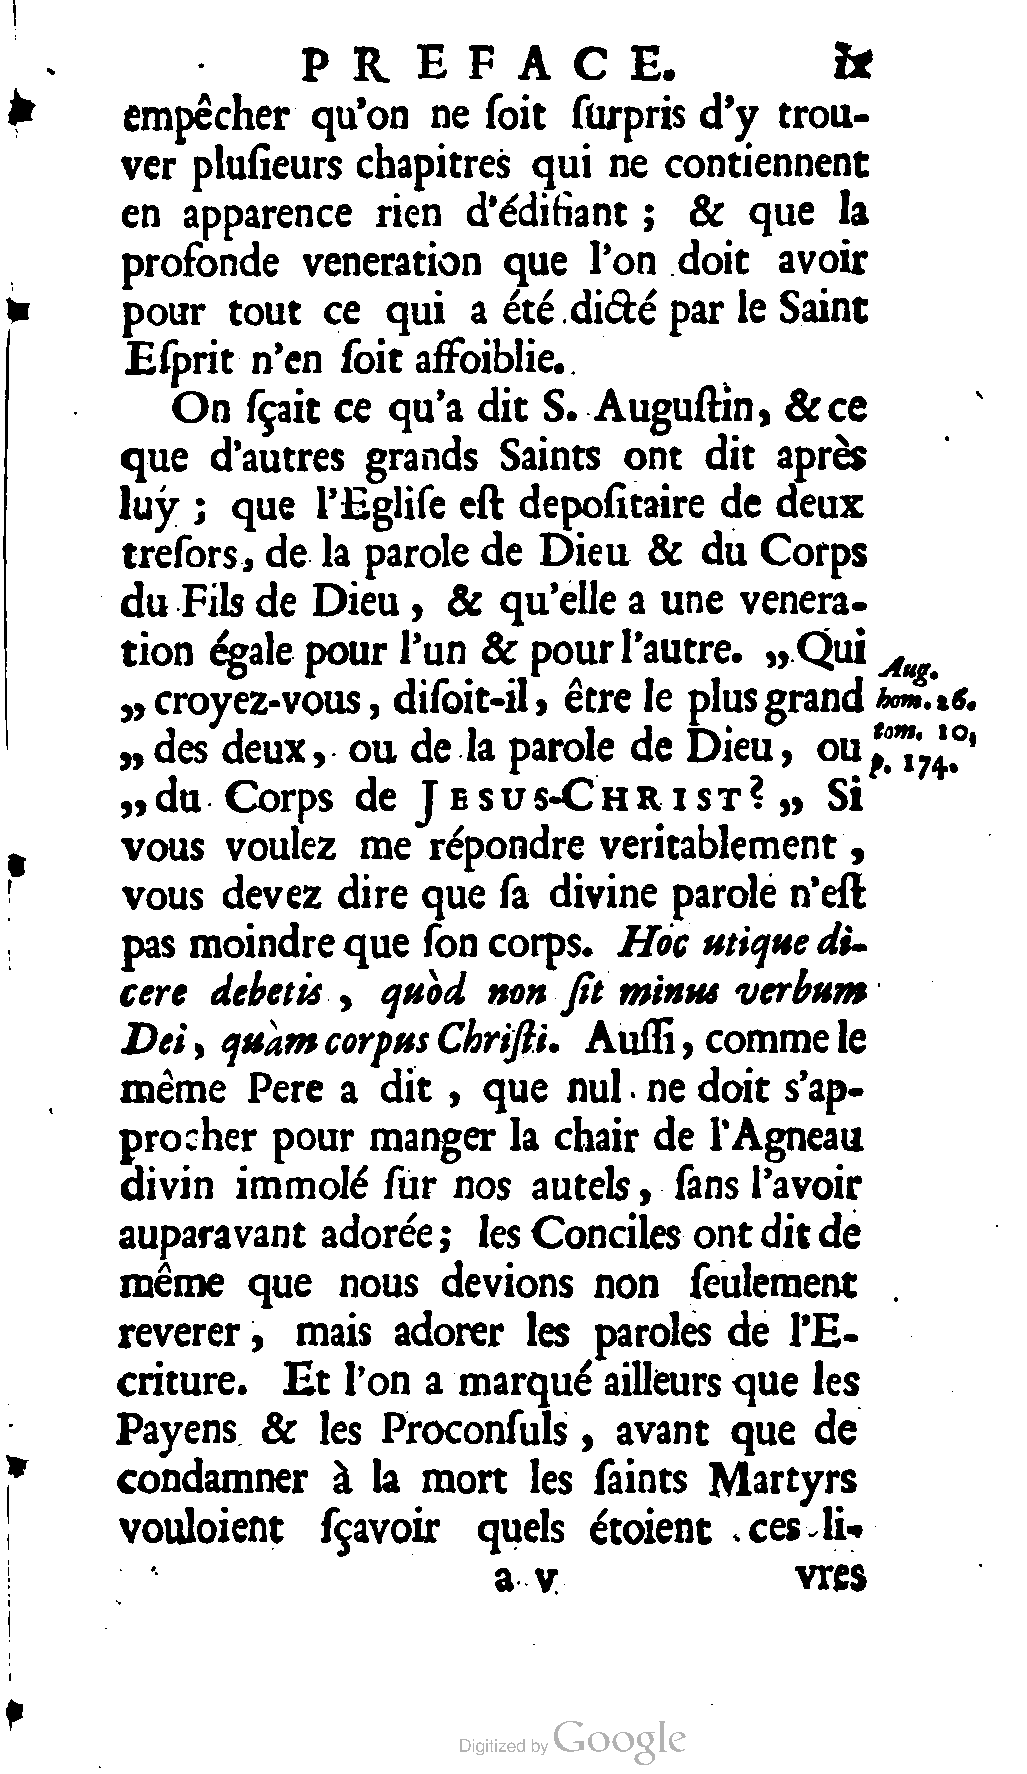 PREFACE. ix
empêcher qu'on ne ſoit ſurpris d'y trou-
ver pluſieurs chapitres qui ne contiennent
en apparence rien d'édifiant ; & que la
profonde veneration que l'on doit avoir
pour tout ce qui a été dicté par le Saint
Eſprit n'en ſoit affoiblie.
On ſçait ce qu'a dit S. Auguſtin, & ce
que d'autres grands Saints ont dit après
luy ; que l'Egliſe eſt depoſitaire de deux
treſors, de la parole de Dieu & du Corps
du Fils de Dieu, & qu'elle a une venera-
tion égale pour l'un & pour l'autre. „Qui
„croyez-vous, diſoit-il, être le plus grand
„des deux, ou de la parole de Dieu, ou
„du Corps de JESUS-CHRIST? „ Si
vous voulez me répondre veritablement,
vous devez dire que ſa divine parole n'eſt
pas moindre que ſon corps. Hoc utique di-
cere debetis, quòd non ſit minus verbum
Dei, quàm corpus Chriſti. Auſſi, comme le
même Pere a dit, que nul ne doit s'ap-
procher pour manger la chair de l'Agneau
divin immolé ſur nos autels, ſans l'avoir
auparavant adorée; les Conciles ont dit de
même que nous devions non ſeulement
reverer, mais adorer les paroles de l'E-
criture. Et l'on a marqué ailleurs que les
Payens & les Proconſuls, avant que de
condamner à la mort les ſaints Martyrs
vouloient ſçavoir quels étoient ces li-
a v vres
Aug.
hom. 26.
tom. 10,
p. 174.
Digitized by Google